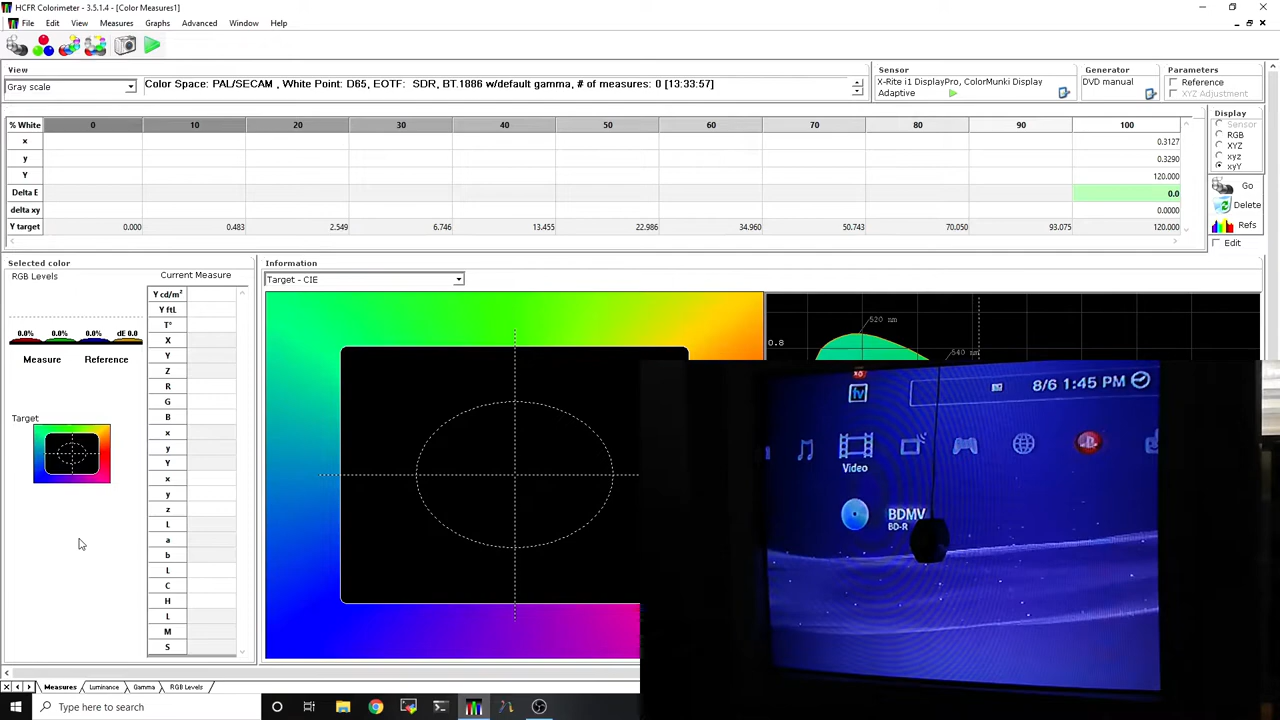 HCFR Colorimeter - 3.5.1.4 - [Color Measures1]
File Edit View Measures Graphs Advanced Window Help
View
Gray scale
Color Space: PAL/SECAM , White Point: D65, EOTF: SDR, BT.1886 w/default gamma, # of measures: 0 [13:33:57]
Sensor
X-Rite i1 DisplayPro, ColorMunki Display
Adaptive
Generator
DVD manual
Parameters
Reference
XYZ Adjustment
% White 0 10 20 30 40 50 60 70 80 90 100
x 0.3127
y 0.3290
Y 120.000
Delta E 0.0
delta xy 0.0000
Y target 0.000 0.483 2.549 6.746 13.455 22.986 34.960 50.743 70.050 93.075 120.000
Display
Sensor
RGB
XYZ
xyz
xyY
Go
Delete
Refs
Edit
Selected color
RGB Levels
0.0% 0.0% 0.0% dE 0.0
Measure Reference
Target
Current Measure
Y cd/m²
Y ftL
T°
X
Y
Z
R
G
B
x
y
Y
x
y
z
L
a
b
L
C
H
L
M
S
Information
Target - CIE
0.8
520 nm
540 nm
8/6 1:45 PM
tv
Video
BDMV
BD-R
Measures Luminance Gamma RGB Levels
Type here to search